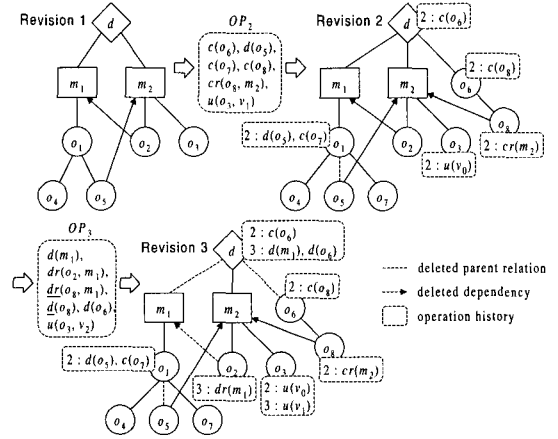 Revision 1
d
m₁
m₂
o₁
o₂
o₃
o₄
o₅
OP₂
c(o₆), d(o₅),
c(o₇), c(o₈),
cr(o₈, m₂),
u(o₃, v₁)
Revision 2
d
2 : c(o₆)
m₁
m₂
2 : c(o₈)
o₆
2 : d(o₅), c(o₇)
o₁
o₂
o₃
o₈
2 : cr(m₂)
2 : u(v₀)
o₄
o₅
o₇
OP₃
d(m₁),
dr(o₂, m₁),
dr(o₈, m₁),
d(o₈), d(o₆),
u(o₃, v₂)
Revision 3
d
2 : c(o₆)
3 : d(m₁), d(o₆)
m₁
m₂
2 : c(o₈)
o₆
2 : d(o₅), c(o₇)
o₁
o₂
o₃
o₈
2 : cr(m₂)
3 : dr(m₁)
2 : u(v₀)
3 : u(v₁)
o₄
o₅
o₇
deleted parent relation
deleted dependency
operation history